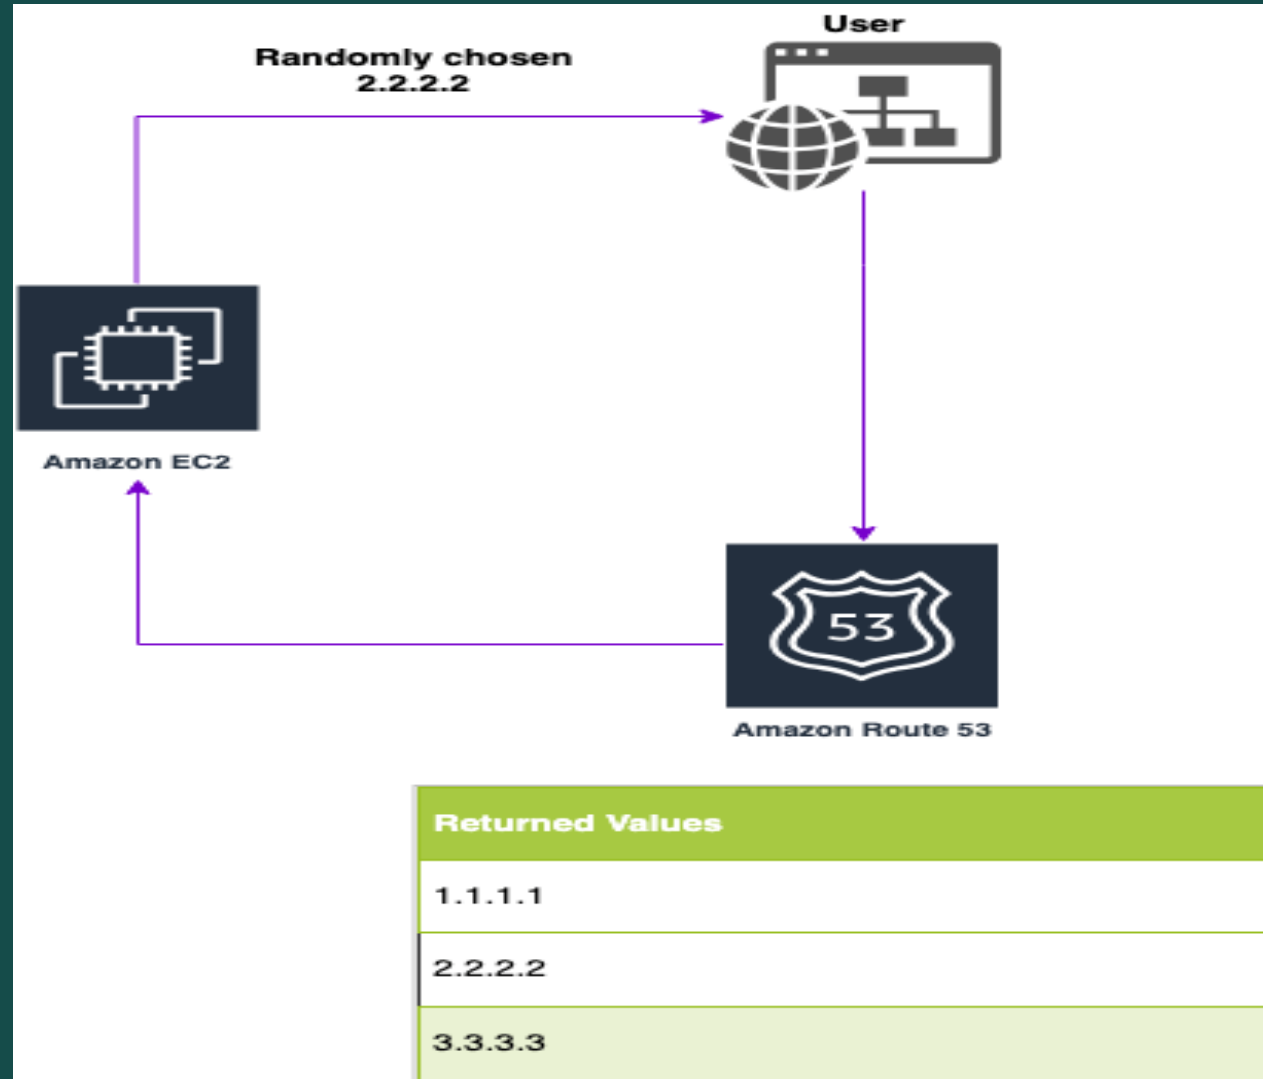 User
Randomly chosen
2.2.2.2
Amazon EC2
53
Amazon Route 53
Returned Values
1.1.1.1
2.2.2.2
3.3.3.3